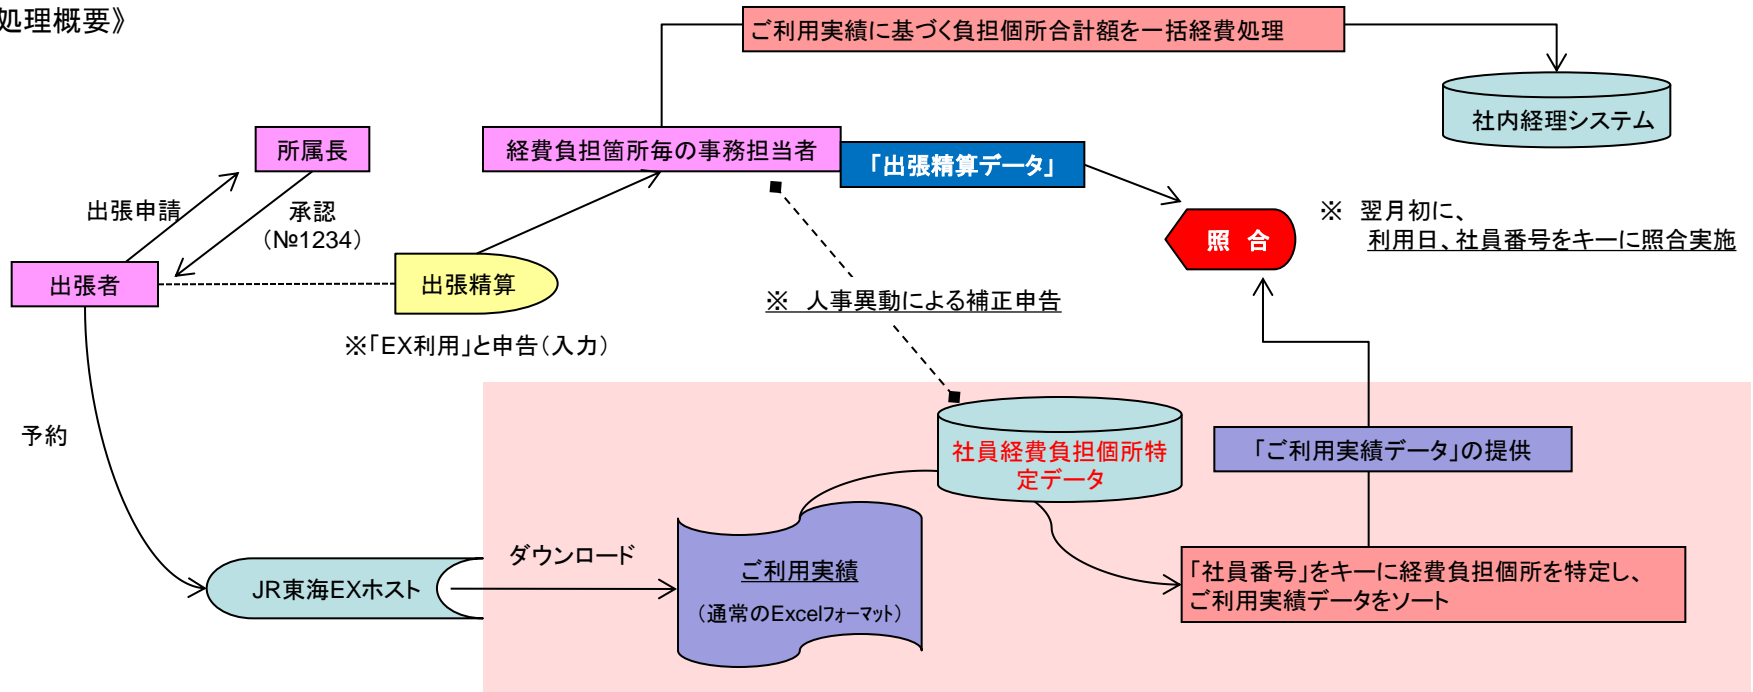 処理概要》
ご利用実績に基づく負担個所合計額を一括経費処理
社内経理システム
所属長
経費負担箇所毎の事務担当者
「出張精算データ」
出張申請
承認
（№1234）
照 合
※ 翌月初に、
利用日、社員番号をキーに照合実施
出張者
出張精算
※ 人事異動による補正申告
※「EX利用」と申告（入力）
予約
社員経費負担個所特
定データ
「ご利用実績データ」の提供
ダウンロード
JR東海EXホスト
ご利用実績
（通常のExcelフォーマット）
「社員番号」をキーに経費負担個所を特定し、
ご利用実績データをソート